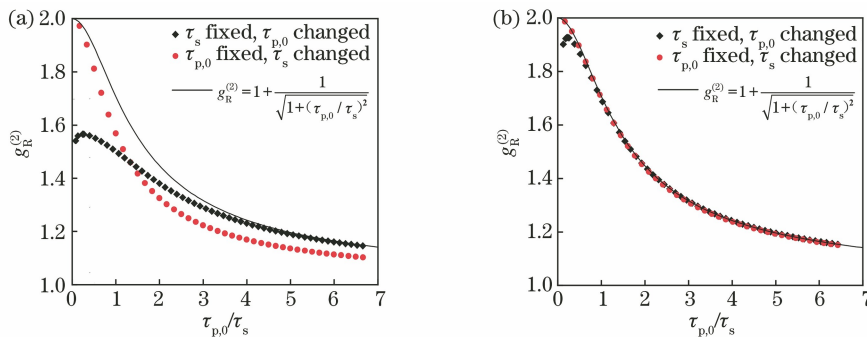 (a)
2.0
1.8
1.6
1.4
1.2
1.0
g_R^(2)
◆ τ_s fixed, τ_p,0 changed
● τ_p,0 fixed, τ_s changed
— g_R^(2) = 1 + 1/√(1+(τ_p,0/τ_s)^2)
0 1 2 3 4 5 6 7
τ_p,0/τ_s
(b)
2.0
1.8
1.6
1.4
1.2
1.0
g_R^(2)
◆ τ_s fixed, τ_p,0 changed
● τ_p,0 fixed, τ_s changed
— g_R^(2) = 1 + 1/√(1+(τ_p,0/τ_s)^2)
0 1 2 3 4 5 6 7
τ_p,0/τ_s